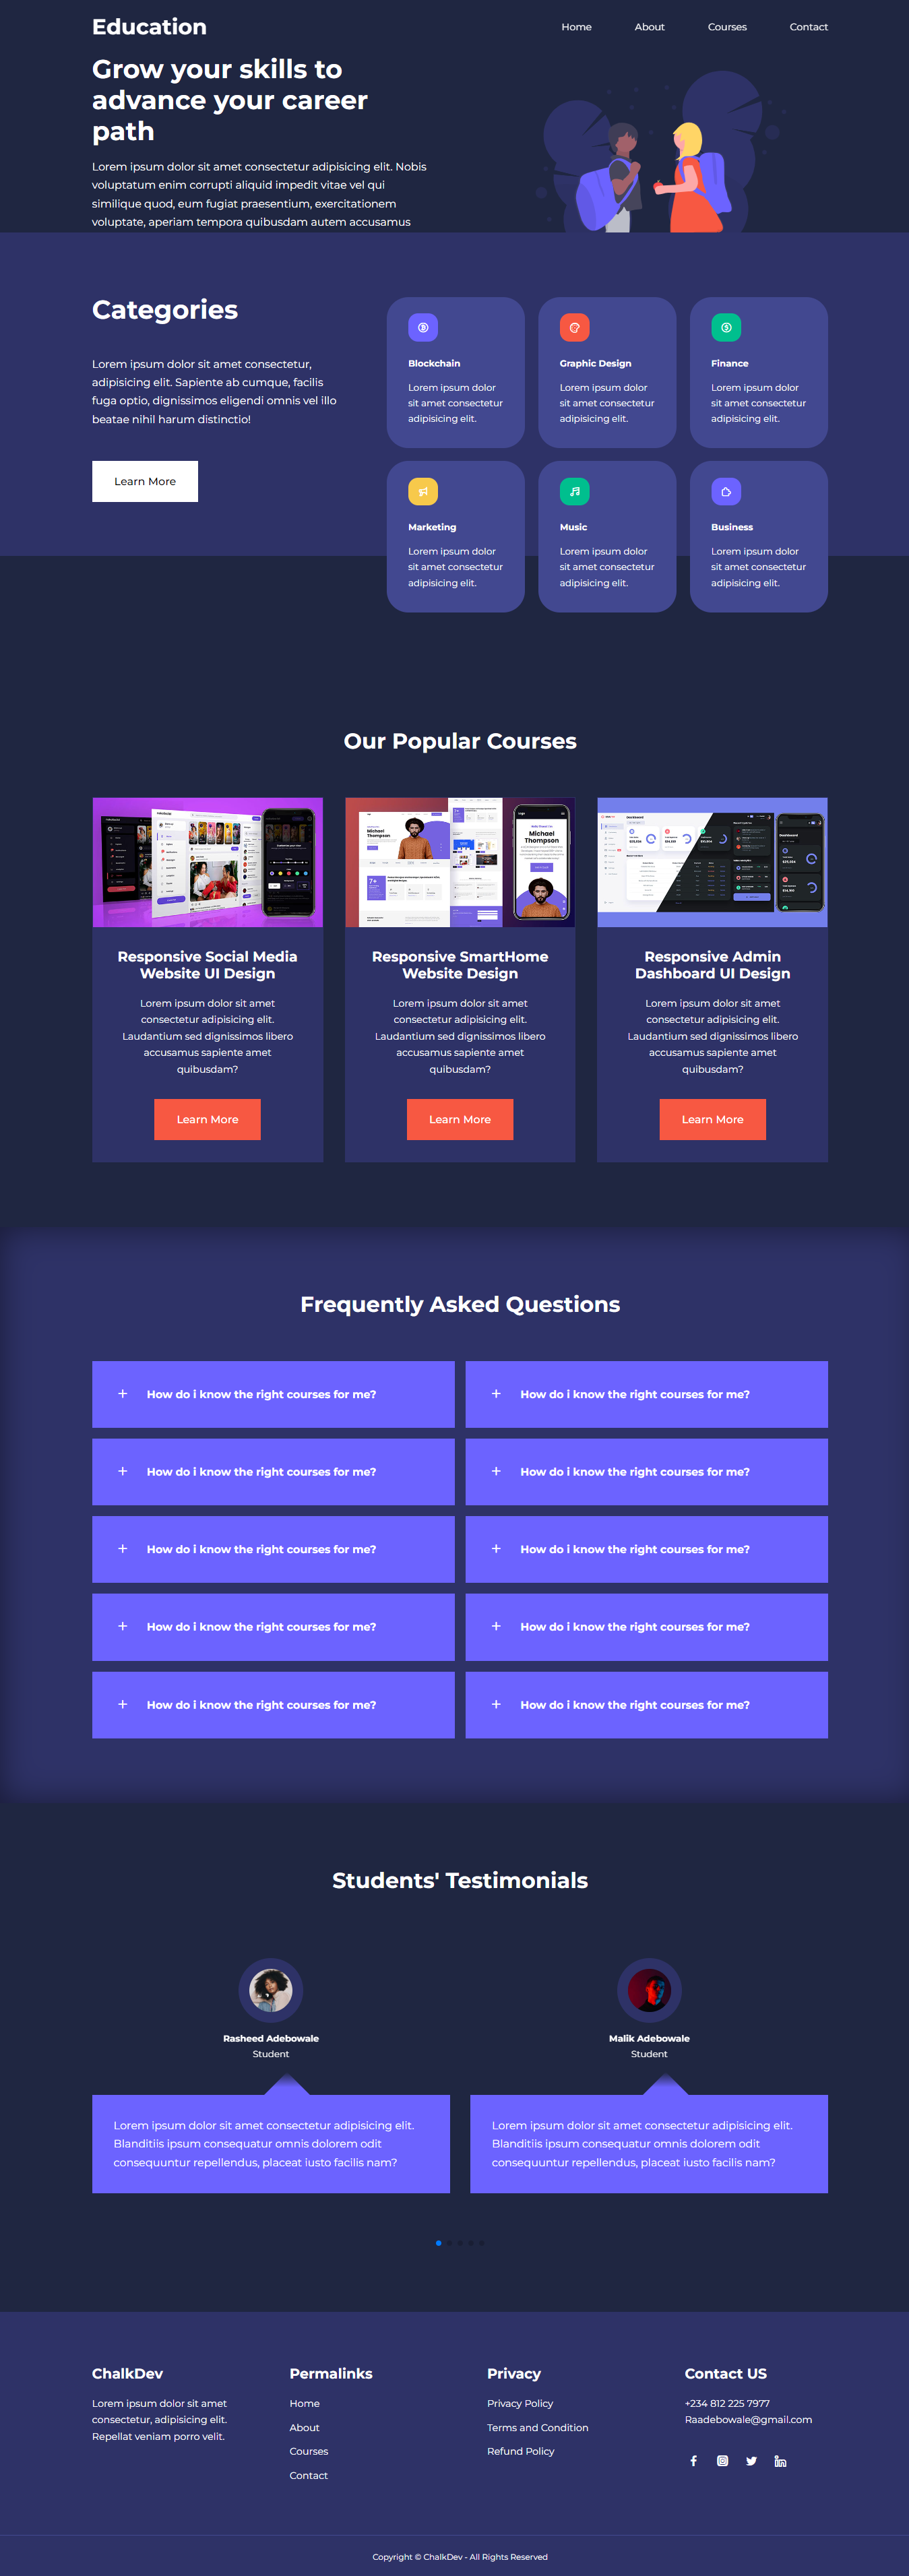 Education
Home
About
Courses
Contact
Grow your skills to
advance your career
path
Lorem ipsum dolor sit amet consectetur adipisicing elit. Nobis
voluptatum enim corrupti aliquid impedit vitae vel qui
similique quod, eum fugiat praesentium, exercitationem
voluptate, aperiam tempora quibusdam autem accusamus
Categories
Lorem ipsum dolor sit amet consectetur,
adipisicing elit. Sapiente ab cumque, facilis
fuga optio, dignissimos eligendi omnis vel illo
beatae nihil harum distinctio!
Learn More
Blockchain
Lorem ipsum dolor
sit amet consectetur
adipisicing elit.
Graphic Design
Lorem ipsum dolor
sit amet consectetur
adipisicing elit.
Finance
Lorem ipsum dolor
sit amet consectetur
adipisicing elit.
Marketing
Lorem ipsum dolor
sit amet consectetur
adipisicing elit.
Music
Lorem ipsum dolor
sit amet consectetur
adipisicing elit.
Business
Lorem ipsum dolor
sit amet consectetur
adipisicing elit.
Our Popular Courses
Responsive Social Media
Website UI Design
Lorem ipsum dolor sit amet
consectetur adipisicing elit.
Laudantium sed dignissimos libero
accusamus sapiente amet
quibusdam?
Learn More
Michael
Thompson
Michael
Thompson
Responsive SmartHome
Website Design
Lorem ipsum dolor sit amet
consectetur adipisicing elit.
Laudantium sed dignissimos libero
accusamus sapiente amet
quibusdam?
Learn More
Dashboard
Dashboard
Responsive Admin
Dashboard UI Design
Lorem ipsum dolor sit amet
consectetur adipisicing elit.
Laudantium sed dignissimos libero
accusamus sapiente amet
quibusdam?
Learn More
Frequently Asked Questions
How do i know the right courses for me?
How do i know the right courses for me?
How do i know the right courses for me?
How do i know the right courses for me?
How do i know the right courses for me?
How do i know the right courses for me?
How do i know the right courses for me?
How do i know the right courses for me?
How do i know the right courses for me?
How do i know the right courses for me?
Students' Testimonials
Rasheed Adebowale
Student
Lorem ipsum dolor sit amet consectetur adipisicing elit.
Blanditiis ipsum consequatur omnis dolorem odit
consequuntur repellendus, placeat iusto facilis nam?
Malik Adebowale
Student
Lorem ipsum dolor sit amet consectetur adipisicing elit.
Blanditiis ipsum consequatur omnis dolorem odit
consequuntur repellendus, placeat iusto facilis nam?
ChalkDev
Lorem ipsum dolor sit amet
consectetur, adipisicing elit.
Repellat veniam porro velit.
Permalinks
Home
About
Courses
Contact
Privacy
Privacy Policy
Terms and Condition
Refund Policy
Contact US
+234 812 225 7977
Raadebowale@gmail.com
Copyright © ChalkDev - All Rights Reserved